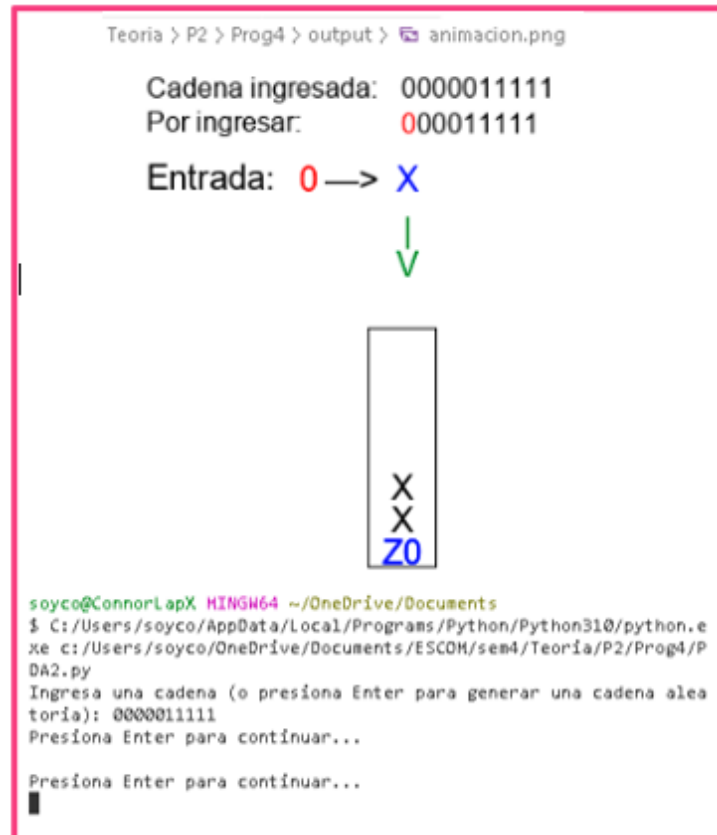 Teoria > P2 > Prog4 > output > animacion.png
Cadena ingresada: 0000011111
Por ingresar: 000011111
Entrada: 0 —> X
|
V
X
X
Z0
soyco@ConnorLapX MINGW64 ~/OneDrive/Documents
$ C:/Users/soyco/AppData/Local/Programs/Python/Python310/python.e
xe c:/Users/soyco/OneDrive/Documents/ESCOM/sem4/Teoria/P2/Prog4/P
DA2.py
Ingresa una cadena (o presiona Enter para generar una cadena alea
toria): 0000011111
Presiona Enter para continuar...
Presiona Enter para continuar...